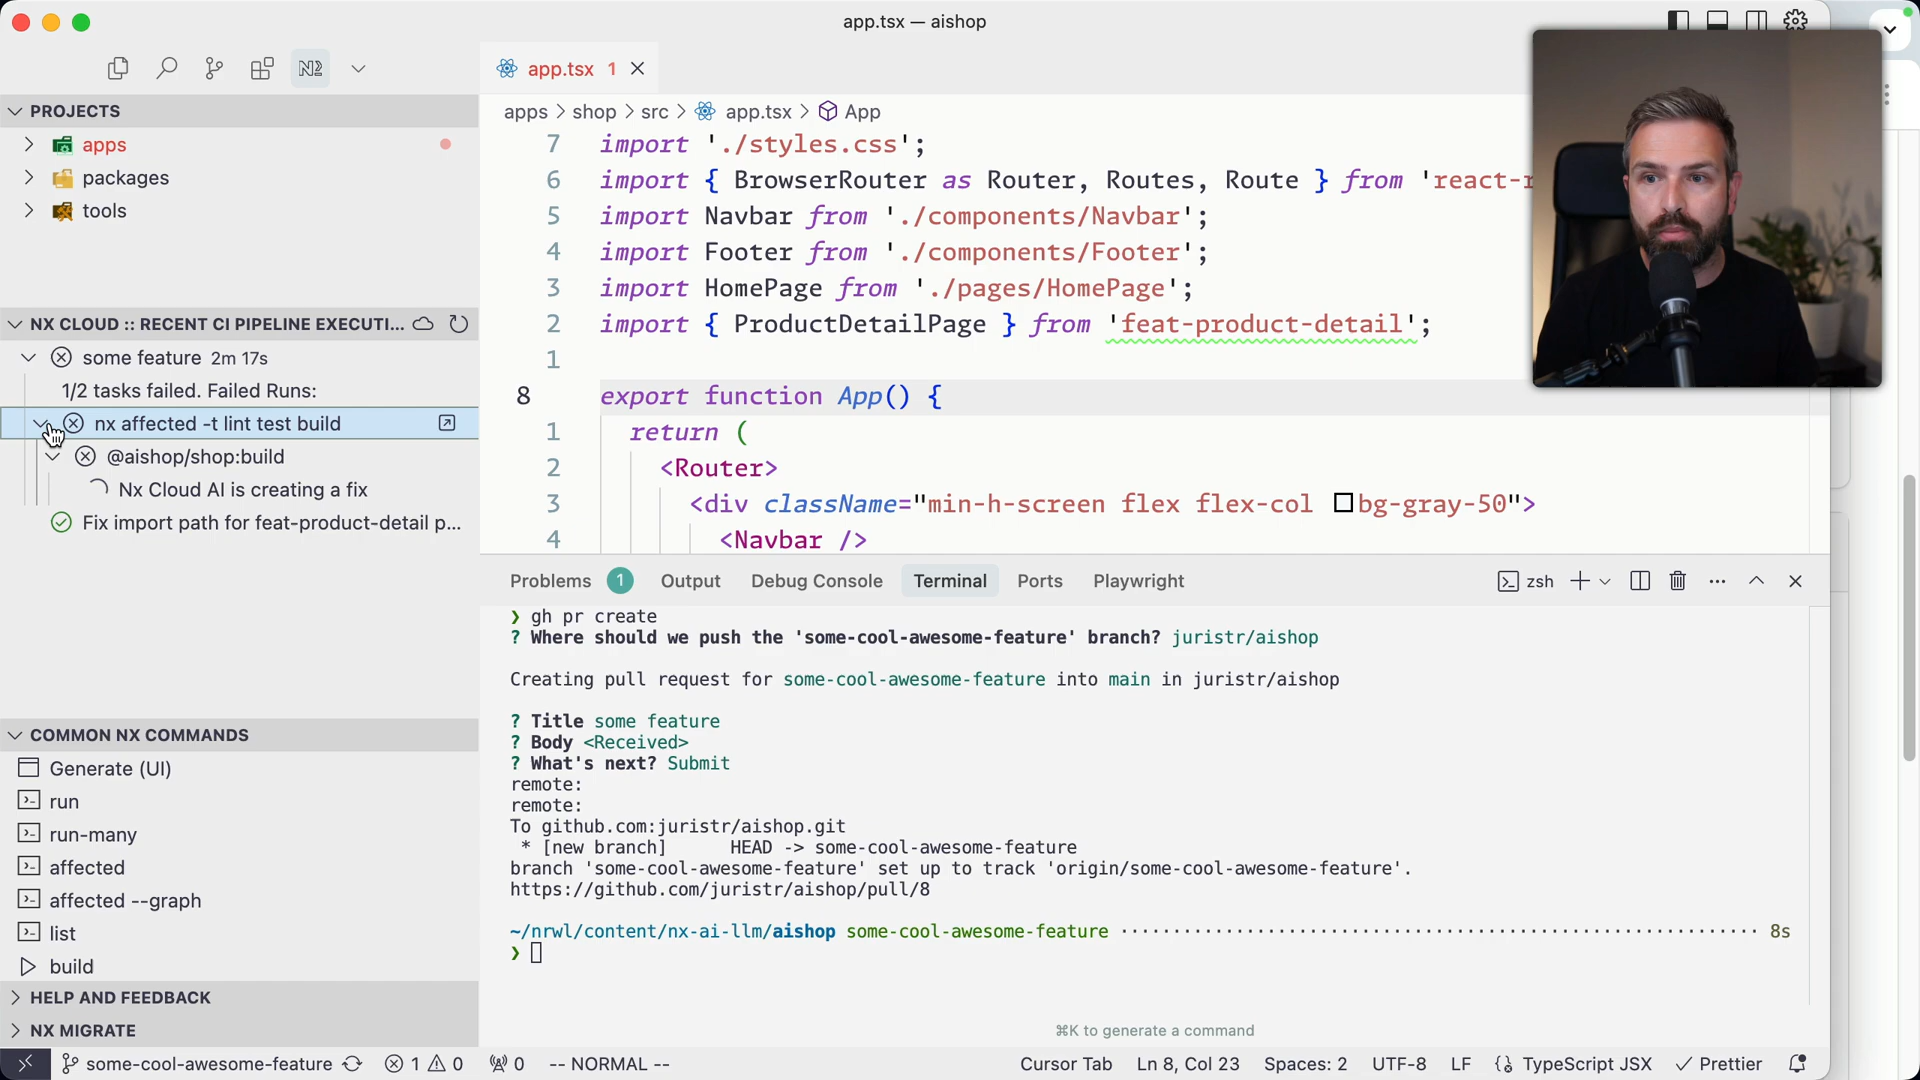 app.tsx — aishop
PROJECTS
apps
packages
tools
NX CLOUD :: RECENT CI PIPELINE EXECUTI...
some feature 2m 17s
1/2 tasks failed. Failed Runs:
nx affected -t lint test build
@aishop/shop:build
Nx Cloud AI is creating a fix
Fix import path for feat-product-detail p...
COMMON NX COMMANDS
Generate (UI)
run
run-many
affected
affected --graph
list
build
HELP AND FEEDBACK
NX MIGRATE
app.tsx 1
apps > shop > src > app.tsx > App
7 import './styles.css';
6 import { BrowserRouter as Router, Routes, Route } from 'react-r
5 import Navbar from './components/Navbar';
4 import Footer from './components/Footer';
3 import HomePage from './pages/HomePage';
2 import { ProductDetailPage } from 'feat-product-detail';
1
8 export function App() {
1 return (
2 <Router>
3 <div className="min-h-screen flex flex-col bg-gray-50">
4 <Navbar />
Problems 1 Output Debug Console Terminal Ports Playwright zsh
❯ gh pr create
? Where should we push the 'some-cool-awesome-feature' branch? juristr/aishop
Creating pull request for some-cool-awesome-feature into main in juristr/aishop
? Title some feature
? Body <Received>
? What's next? Submit
remote:
remote:
To github.com:juristr/aishop.git
* [new branch] HEAD -> some-cool-awesome-feature
branch 'some-cool-awesome-feature' set up to track 'origin/some-cool-awesome-feature'.
https://github.com/juristr/aishop/pull/8
~/nrwl/content/nx-ai-llm/aishop some-cool-awesome-feature 8s
❯
⌘K to generate a command
some-cool-awesome-feature 1 0 0 -- NORMAL -- Cursor Tab Ln 8, Col 23 Spaces: 2 UTF-8 LF TypeScript JSX Prettier